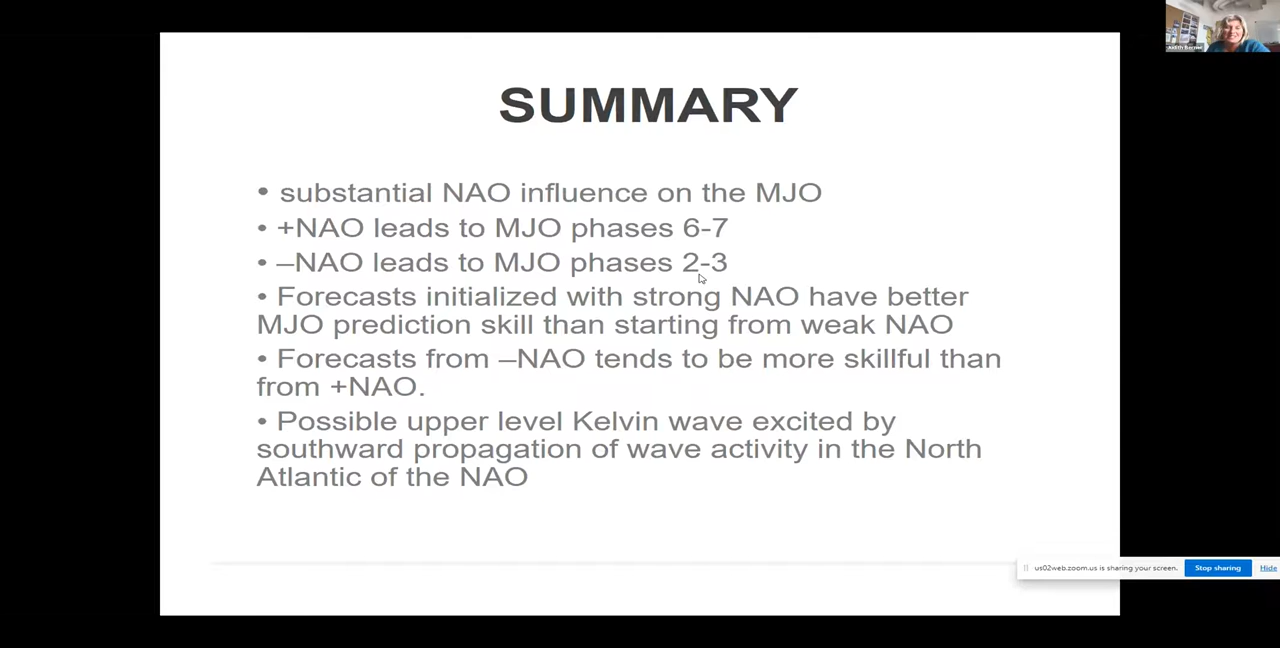 SUMMARY
• substantial NAO influence on the MJO
• +NAO leads to MJO phases 6-7
• –NAO leads to MJO phases 2-3
• Forecasts initialized with strong NAO have better
MJO prediction skill than starting from weak NAO
• Forecasts from –NAO tends to be more skillful than
from +NAO.
• Possible upper level Kelvin wave excited by
southward propagation of wave activity in the North
Atlantic of the NAO
us02web.zoom.us is sharing your screen.
Stop sharing
Hide